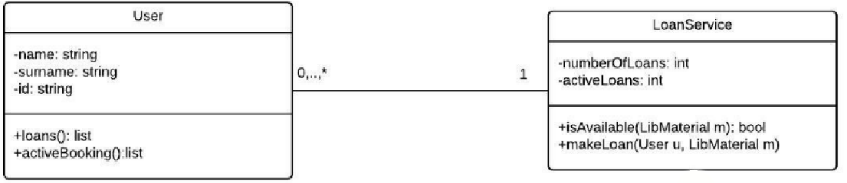 User
-name: string
-surname: string
-id: string
+loans(): list
+activeBooking():list
0,..,*
1
LoanService
-numberOfLoans: int
-activeLoans: int
+isAvailable(LibMaterial m): bool
+makeLoan(User u, LibMaterial m)